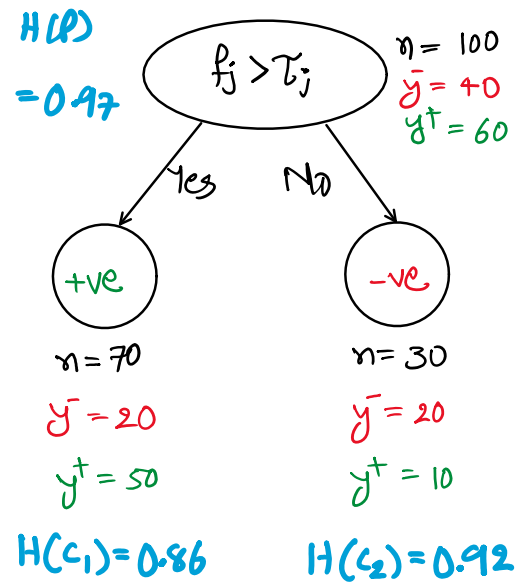 H(P)
= 0.97
fj > τj
n = 100
y⁻ = 40
y⁺ = 60
Yes
No
+ve
-ve
n = 70
y⁻ = 20
y⁺ = 50
H(C₁) = 0.86
n = 30
y⁻ = 20
y⁺ = 10
H(C₂) = 0.92